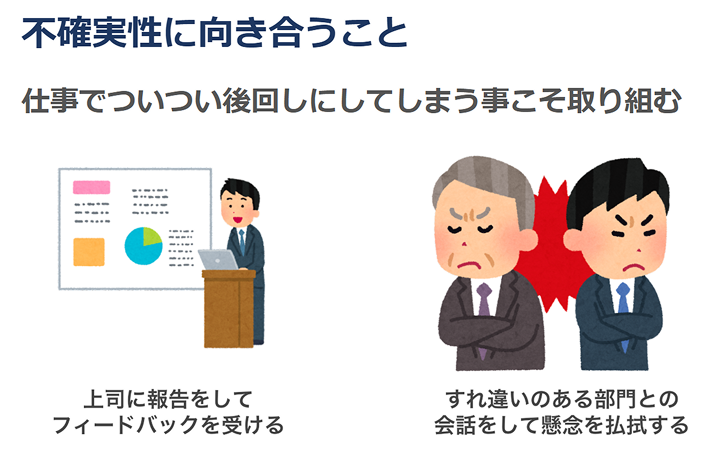 不確実性に向き合うこと
仕事でついつい後回しにしてしまう事こそ取り組む
上司に報告をして
フィードバックを受ける
すれ違いのある部門との
会話をして懸念を払拭する